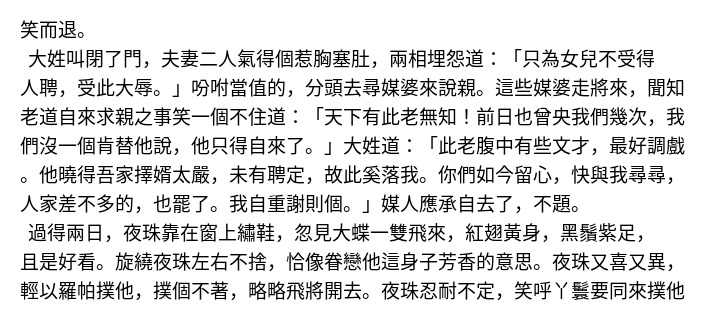 笑而退。
大姓叫閉了門，夫妻二人氣得個惹胸塞肚，兩相埋怨道：「只為女兒不受得
人聘，受此大辱。」吩咐當值的，分頭去尋媒婆來說親。這些媒婆走將來，聞知
老道自來求親之事笑一個不住道：「天下有此老無知！前日也曾央我們幾次，我
們沒一個肯替他說，他只得自來了。」大姓道：「此老腹中有些文才，最好調戲
。他曉得吾家擇婿太嚴，未有聘定，故此奚落我。你們如今留心，快與我尋尋，
人家差不多的，也罷了。我自重謝則個。」媒人應承自去了，不題。
過得兩日，夜珠靠在窗上繡鞋，忽見大蝶一雙飛來，紅翅黃身，黑鬚紫足，
且是好看。旋繞夜珠左右不捨，恰像眷戀他這身子芳香的意思。夜珠又喜又異，
輕以羅帕撲他，撲個不著，略略飛將開去。夜珠忍耐不定，笑呼丫鬟要同來撲他